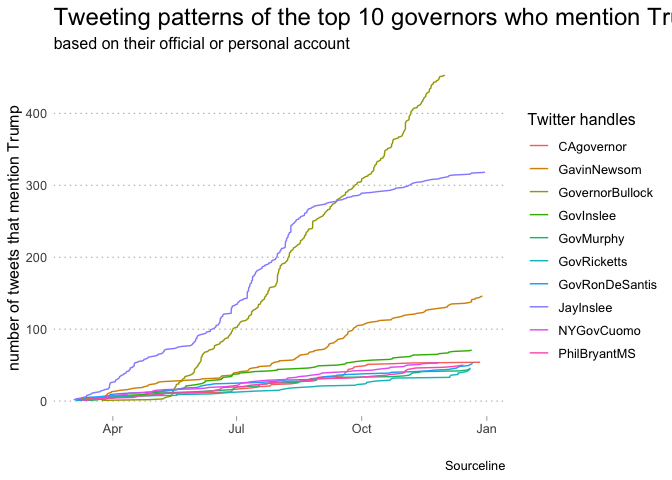 Tweeting patterns of the top 10 governors who mention Tru
based on their official or personal account
number of tweets that mention Trump
400
300
200
100
0
Apr
Jul
Oct
Jan
Twitter handles
CAgovernor
GavinNewsom
GovernorBullock
GovInslee
GovMurphy
GovRicketts
GovRonDeSantis
JayInslee
NYGovCuomo
PhilBryantMS
Sourceline